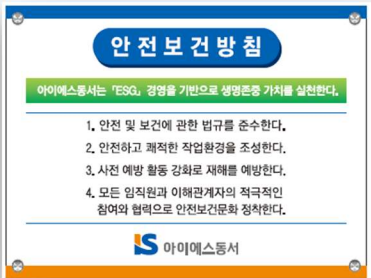 안전보건방침
아이에스동서는 「ESG」 경영을 기반으로 생명존중 가치를 실천한다.
1. 안전 및 보건에 관한 법규를 준수한다.
2. 안전하고 쾌적한 작업환경을 조성한다.
3. 사전 예방 활동 강화로 재해를 예방한다.
4. 모든 임직원과 이해관계자의 적극적인
참여와 협력으로 안전보건문화 정착한다.
IS 아이에스동서